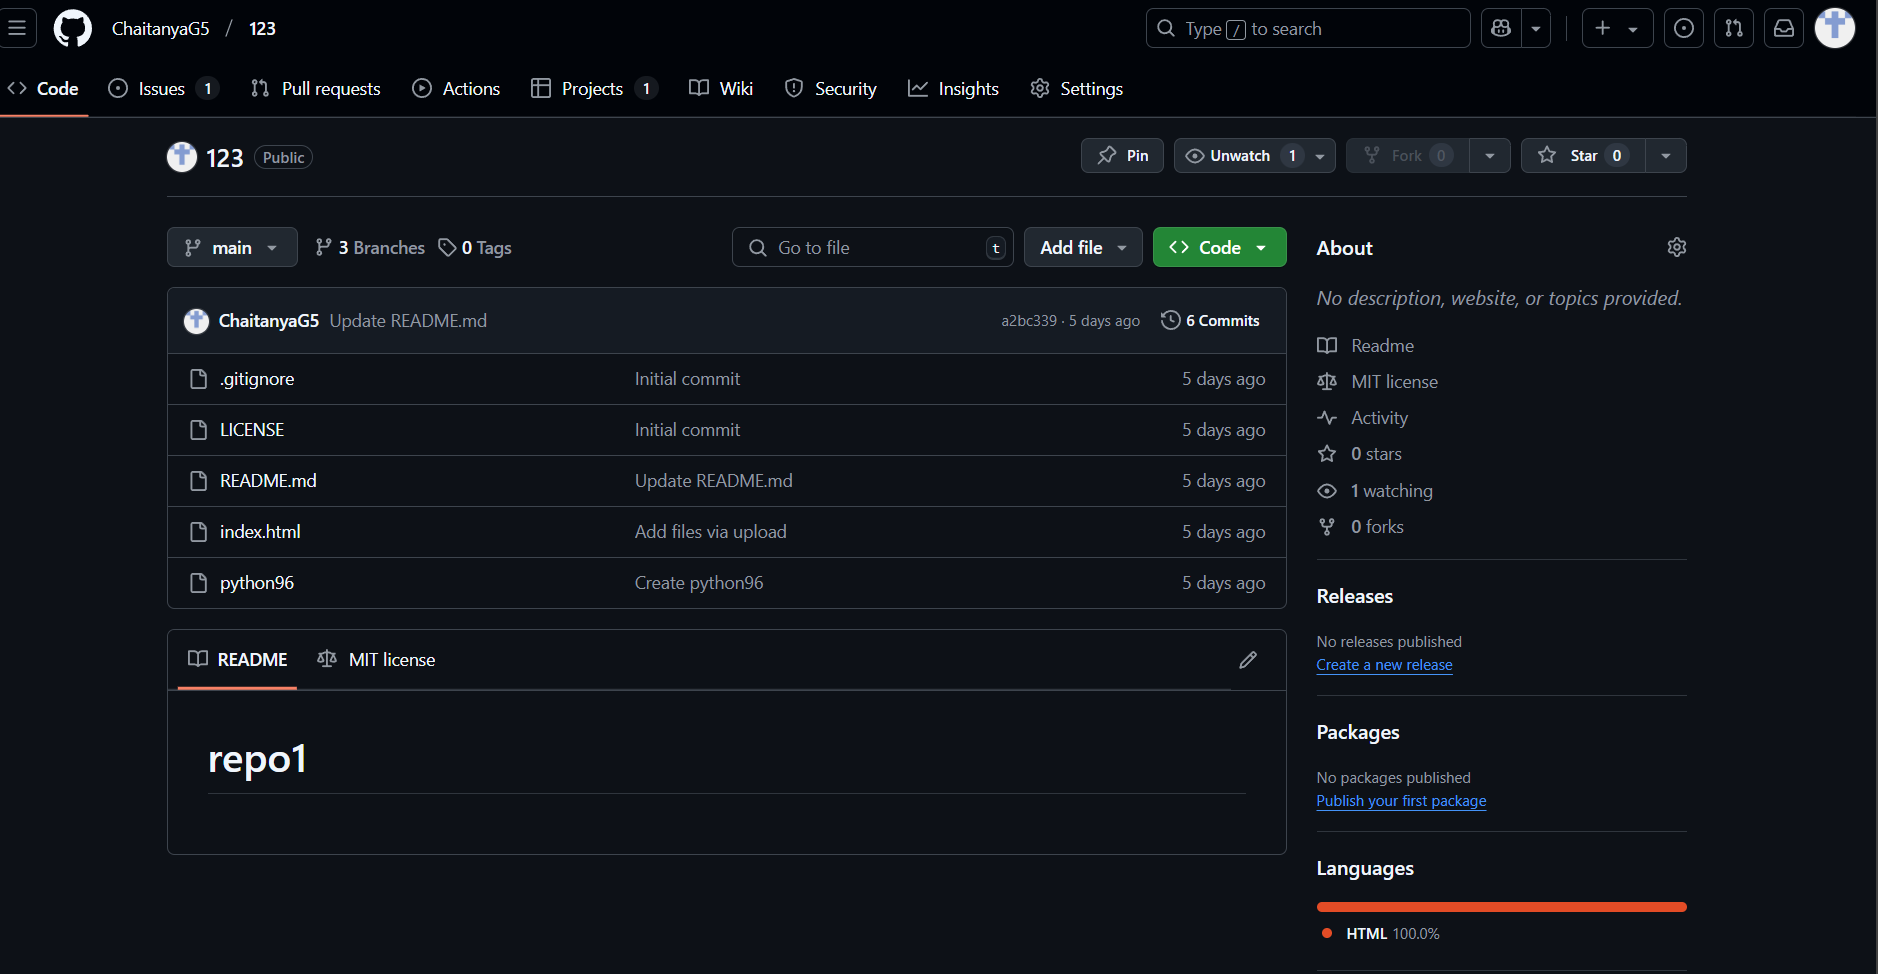 ChaitanyaG5 / 123
Type / to search
Code Issues 1 Pull requests Actions Projects 1 Wiki Security Insights Settings
123 Public
Pin Unwatch 1 Fork 0 Star 0
main 3 Branches 0 Tags Go to file t Add file Code
ChaitanyaG5 Update README.md a2bc339 · 5 days ago 6 Commits
.gitignore Initial commit 5 days ago
LICENSE Initial commit 5 days ago
README.md Update README.md 5 days ago
index.html Add files via upload 5 days ago
python96 Create python96 5 days ago
README MIT license
repo1
About
No description, website, or topics provided.
Readme
MIT license
Activity
0 stars
1 watching
0 forks
Releases
No releases published
Create a new release
Packages
No packages published
Publish your first package
Languages
HTML 100.0%